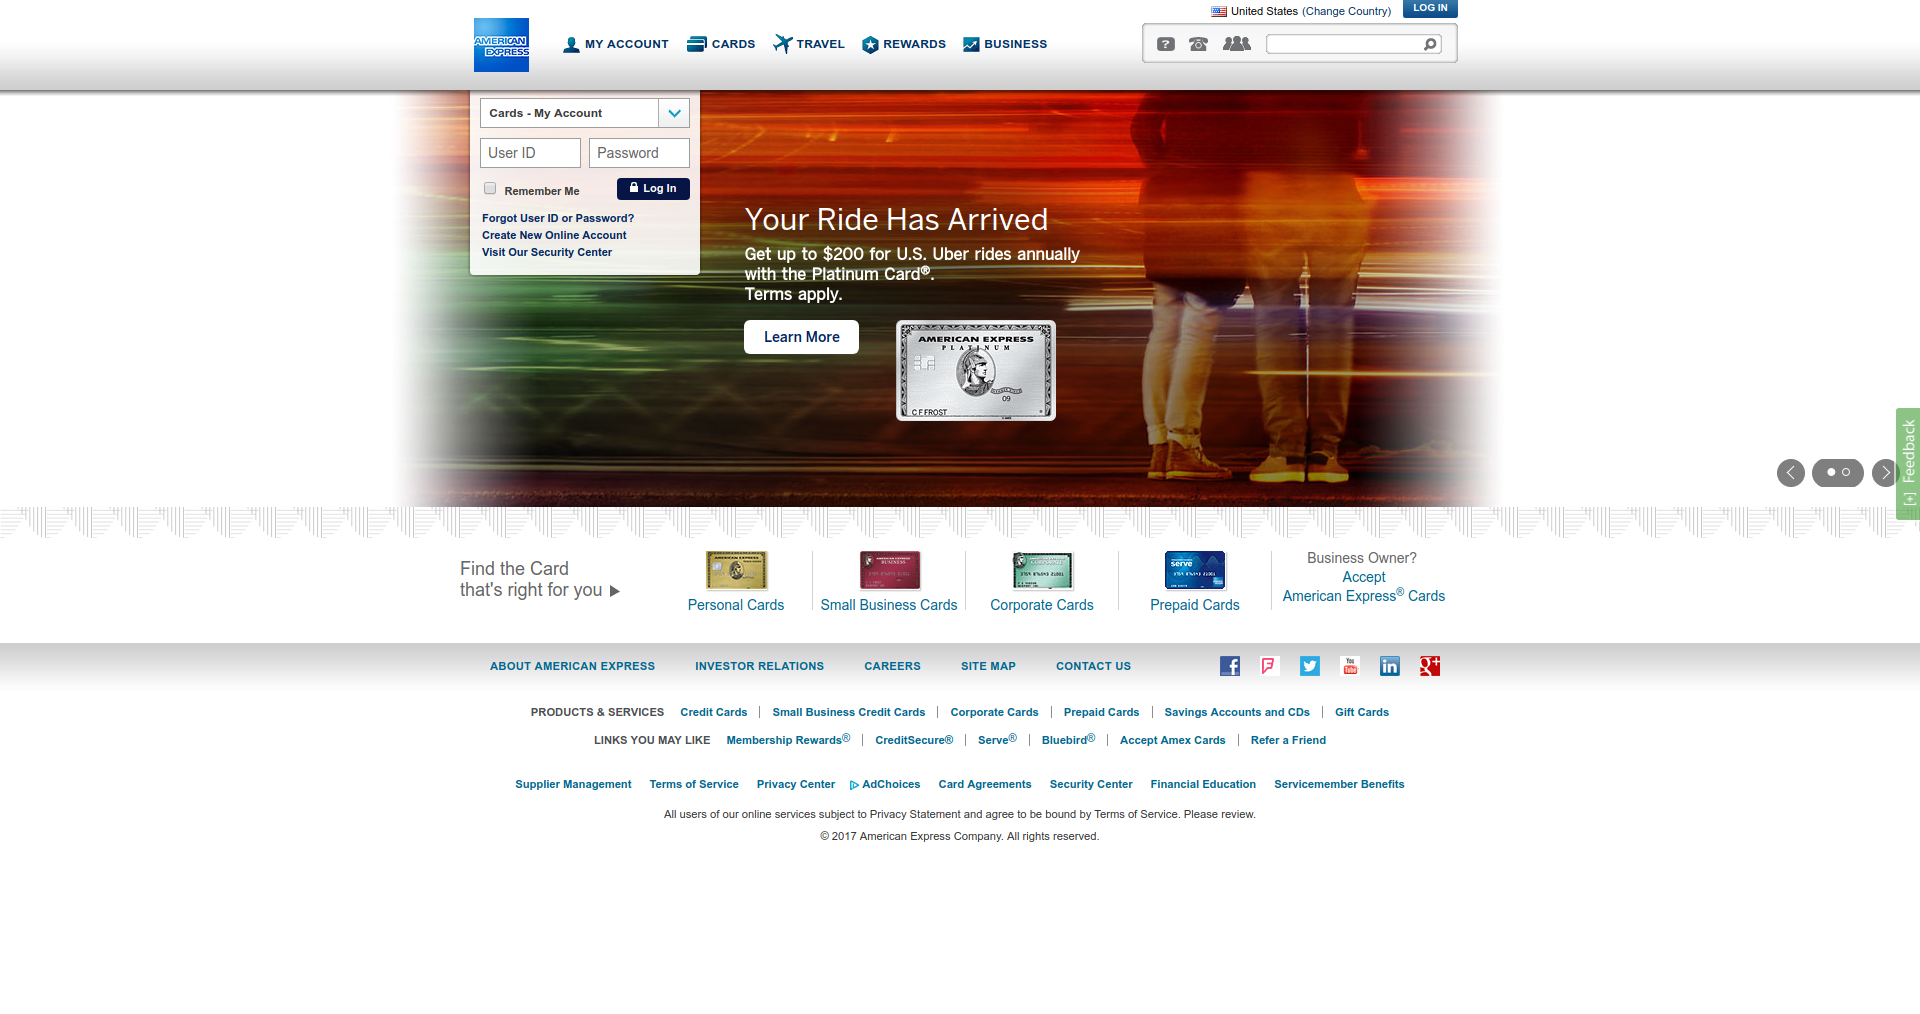 United States (Change Country)
LOG IN
AMERICAN
EXPRESS
MY ACCOUNT
CARDS
TRAVEL
REWARDS
BUSINESS
Cards - My Account
User ID
Password
Remember Me
Log In
Forgot User ID or Password?
Create New Online Account
Visit Our Security Center
Your Ride Has Arrived
Get up to $200 for U.S. Uber rides annually
with the Platinum Card®.
Terms apply.
Learn More
AMERICAN EXPRESS
PLATINUM
09
C F FROST
[+] Feedback
Find the Card
that's right for you
Personal Cards
Small Business Cards
Corporate Cards
serve
Prepaid Cards
Business Owner?
Accept
American Express® Cards
ABOUT AMERICAN EXPRESS
INVESTOR RELATIONS
CAREERS
SITE MAP
CONTACT US
You
Tube
in
g+
PRODUCTS & SERVICES Credit Cards Small Business Credit Cards Corporate Cards Prepaid Cards Savings Accounts and CDs Gift Cards
LINKS YOU MAY LIKE Membership Rewards® CreditSecure® Serve® Bluebird® Accept Amex Cards Refer a Friend
Supplier Management Terms of Service Privacy Center AdChoices Card Agreements Security Center Financial Education Servicemember Benefits
All users of our online services subject to Privacy Statement and agree to be bound by Terms of Service. Please review.
© 2017 American Express Company. All rights reserved.